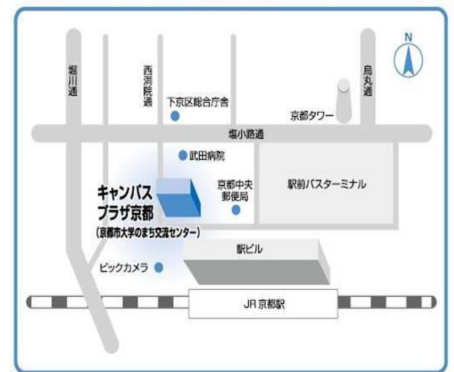 N
堀川通
西洞院通
烏丸通
下京区総合庁舎
京都タワー
塩小路通
武田病院
キャンパス
プラザ京都
(京都市大学のまち交流センター)
京都中央
郵便局
駅前バスターミナル
駅ビル
ビックカメラ
JR京都駅